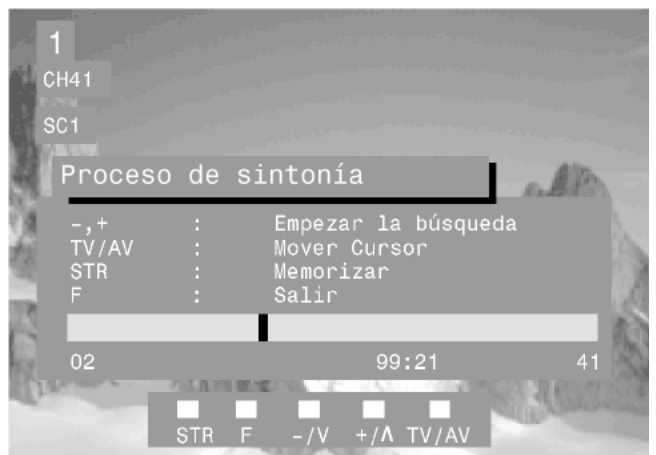 1
CH41
SC1
Proceso de sintonía
-,+ : Empezar la búsqueda
TV/AV : Mover Cursor
STR : Memorizar
F : Salir
02 99:21 41
STR F -/V +/Λ TV/AV